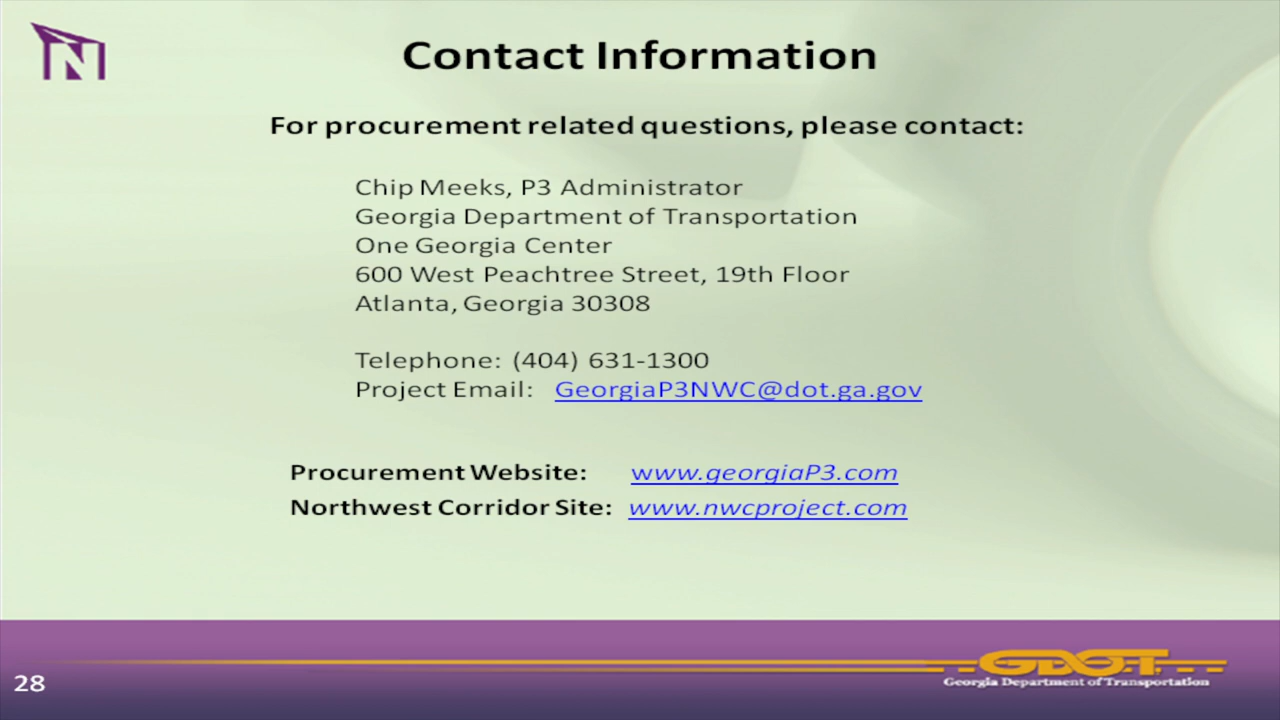 N
Contact Information
For procurement related questions, please contact:
Chip Meeks, P3 Administrator
Georgia Department of Transportation
One Georgia Center
600 West Peachtree Street, 19th Floor
Atlanta, Georgia 30308
Telephone: (404) 631-1300
Project Email: GeorgiaP3NWC@dot.ga.gov
Procurement Website: www.georgiaP3.com
Northwest Corridor Site: www.nwcproject.com
28
GDOT
Georgia Department of Transportation